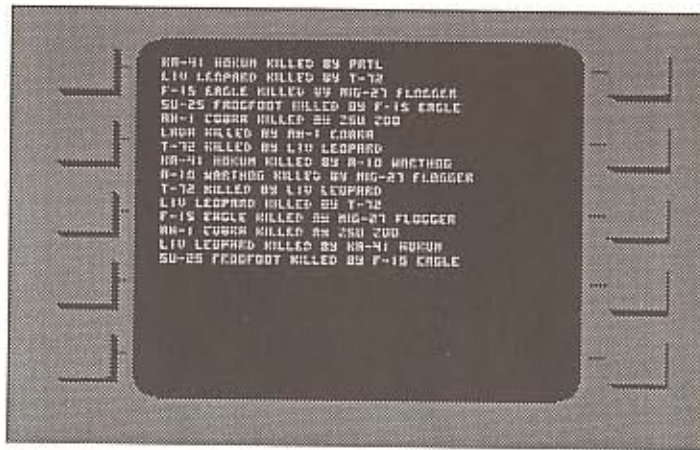 KA-41 HOKUM KILLED BY PRTL
LIV LEOPARD KILLED BY T-72
F-15 EAGLE KILLED BY MIG-27 FLOGGER
SU-25 FROGFOOT KILLED BY F-15 EAGLE
AH-1 COBRA KILLED BY ZSU ZOO
KILLED BY AH-1 COBRA
T-72 KILLED BY LIV LEOPARD
KA-41 HOKUM KILLED BY A-10 WARTHOG
A-10 WARTHOG KILLED BY MIG-27 FLOGGER
T-72 KILLED BY LIV LEOPARD
LIV LEOPARD KILLED BY T-72
F-15 EAGLE KILLED BY MIG-27 FLOGGER
AH-1 COBRA KILLED BY ZSU ZOO
LIV LEOPARD KILLED BY KA-41 HOKUM
SU-25 FROGFOOT KILLED BY F-15 EAGLE